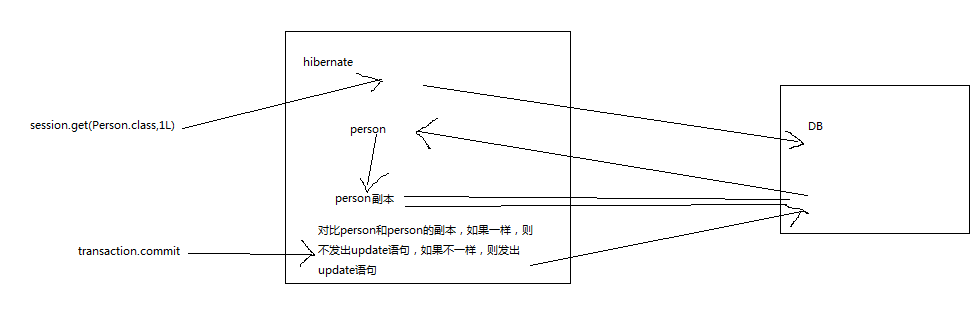 hibernate
session.get(Person.class,1L)
person
DB
person副本
对比person和person的副本，如果一样，则
不发出update语句，如果不一样，则发出
update语句
transaction.commit